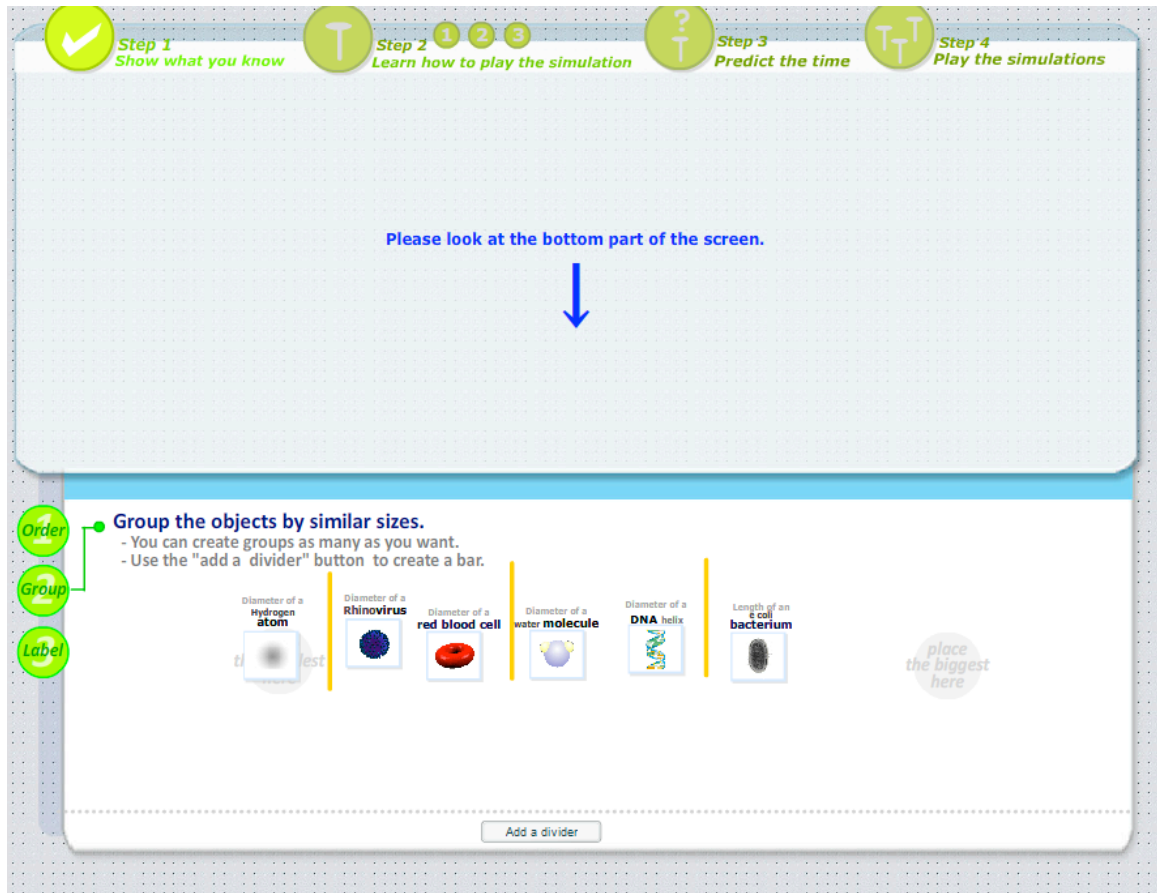 Step 1
Show what you know
Step 2 1 2 3
Learn how to play the simulation
?
Step 3
Predict the time
Step 4
Play the simulations
Please look at the bottom part of the screen.
1 Order
2 Group
3 Label
Group the objects by similar sizes.
- You can create groups as many as you want.
- Use the "add a divider" button to create a bar.
Diameter of a
Hydrogen
atom
Diameter of a
Rhinovirus
Diameter of a
red blood cell
Diameter of a
water molecule
Diameter of a
DNA helix
Length of an
e coli
bacterium
place
the biggest
here
Add a divider